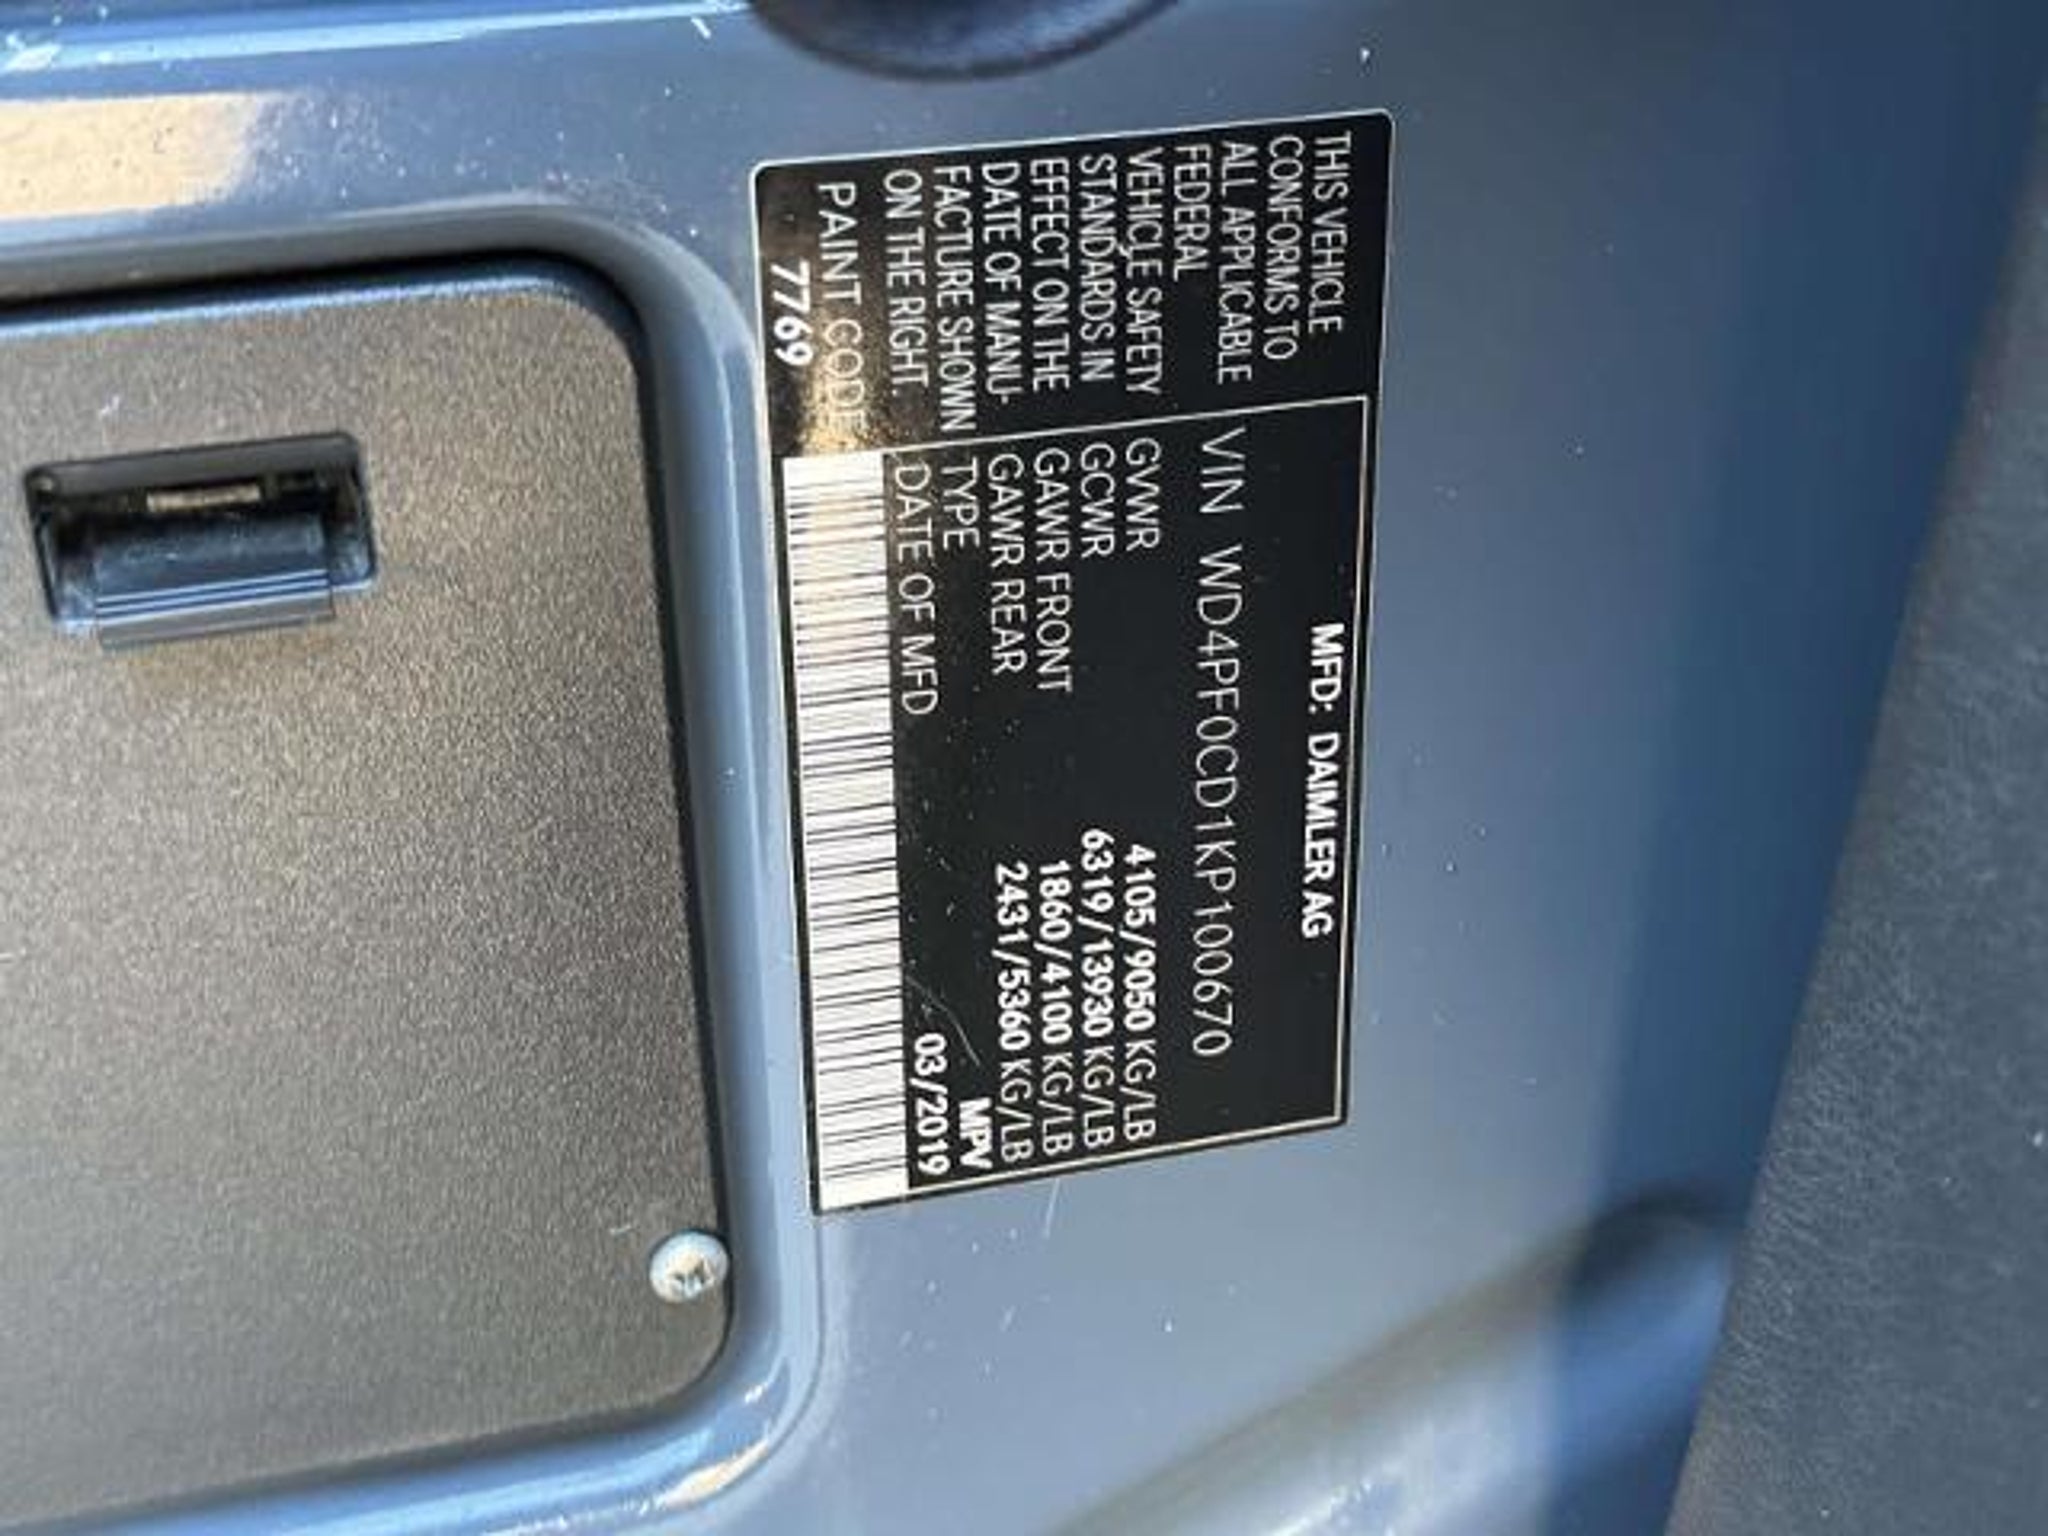 THIS VEHICLE
CONFORMS TO
ALL APPLICABLE
FEDERAL
VEHICLE SAFETY
STANDARDS IN
EFFECT ON THE
DATE OF MANU-
FACTURE SHOWN
ON THE RIGHT.
PAINT CODE
7769
MFD: DAIMLER AG
VIN WD4PF0CD1KP100670
GVWR 4105/9050 KG/LB
GCWR 6319/13930 KG/LB
GAWR FRONT 1860/4100 KG/LB
GAWR REAR 2431/5360 KG/LB
TYPE MPV
DATE OF MFD 03/2019